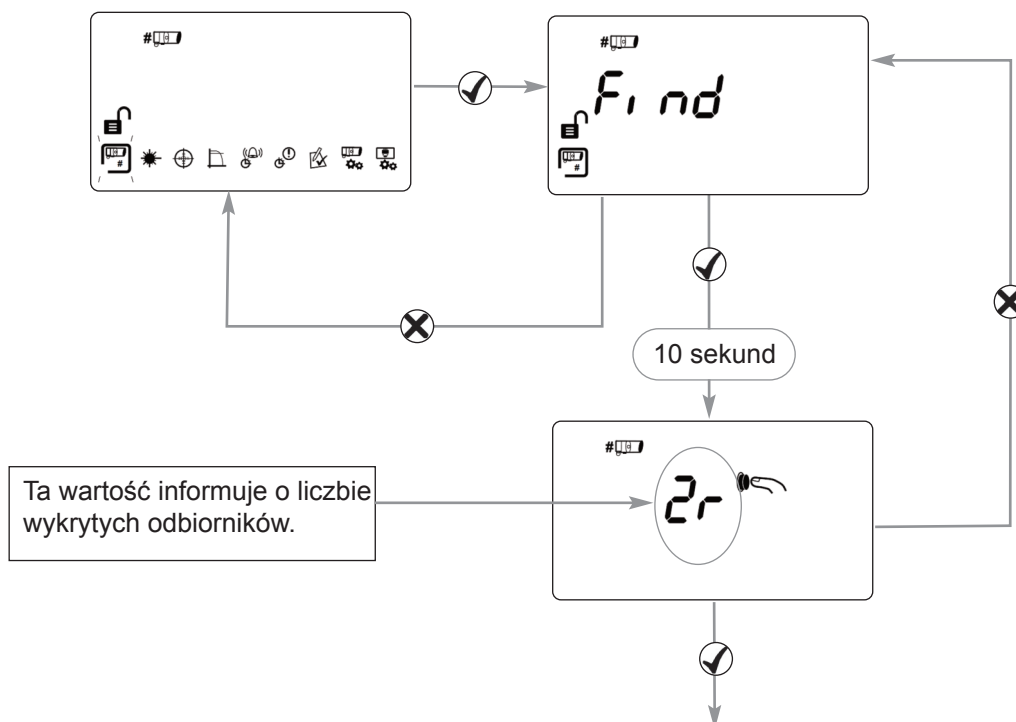 #
Find
#
#
#
10 sekund
#
2r
Ta wartość informuje o liczbie
wykrytych odbiorników.